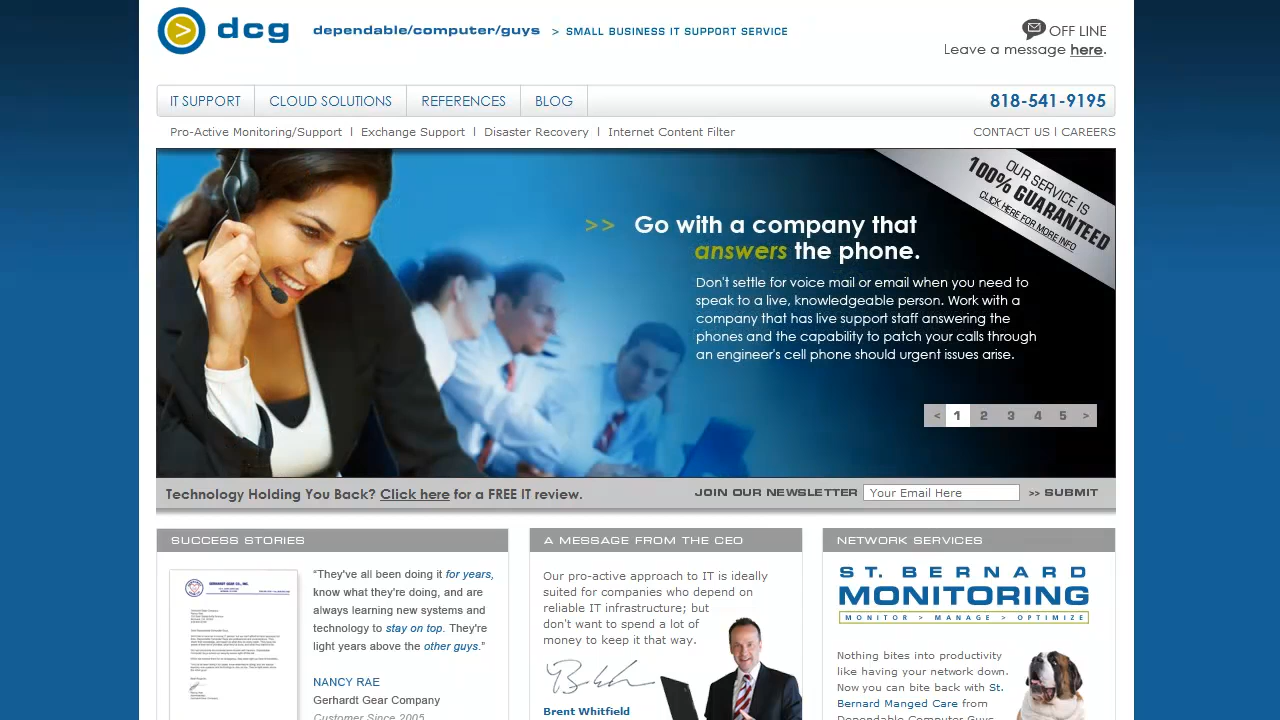 dcg
dependable/computer/guys > SMALL BUSINESS IT SUPPORT SERVICE
OFF LINE
Leave a message here.
IT SUPPORT CLOUD SOLUTIONS REFERENCES BLOG 818-541-9195
Pro-Active Monitoring/Support | Exchange Support | Disaster Recovery | Internet Content Filter CONTACT US | CAREERS
OUR SERVICE IS
100% GUARANTEED
CLICK HERE FOR MORE INFO
>> Go with a company that
answers the phone.
Don't settle for voice mail or email when you need to
speak to a live, knowledgeable person. Work with a
company that has live support staff answering the
phones and the capability to patch your calls through
an engineer's cell phone should urgent issues arise.
< 1 2 3 4 5 >
Technology Holding You Back? Click here for a FREE IT review. JOIN OUR NEWSLETTER Your Email Here >> SUBMIT
SUCCESS STORIES
GERHARDT GEAR CO., INC.
"They've all been doing it for years,
know what they're doing, and are
always learning new systems and
technology to stay on top. They're
light years above the other guys."
NANCY RAE
Gerhardt Gear Company
Customer Since 2005
A MESSAGE FROM THE CEO
Our pro-active approach to IT is ideally
suited for companies who depend on
reliable IT infrastructure, but
don't want to spend a lot of
to keep it that way.
Brent Whitfield
NETWORK SERVICES
ST. BERNARD
MONITORING
MONITOR > MANAGE > OPTIMIZE
Nothing bites productivity
like having your network down.
Now you can bite back with St.
Bernard Manged Care from
Dependable Computer Guys